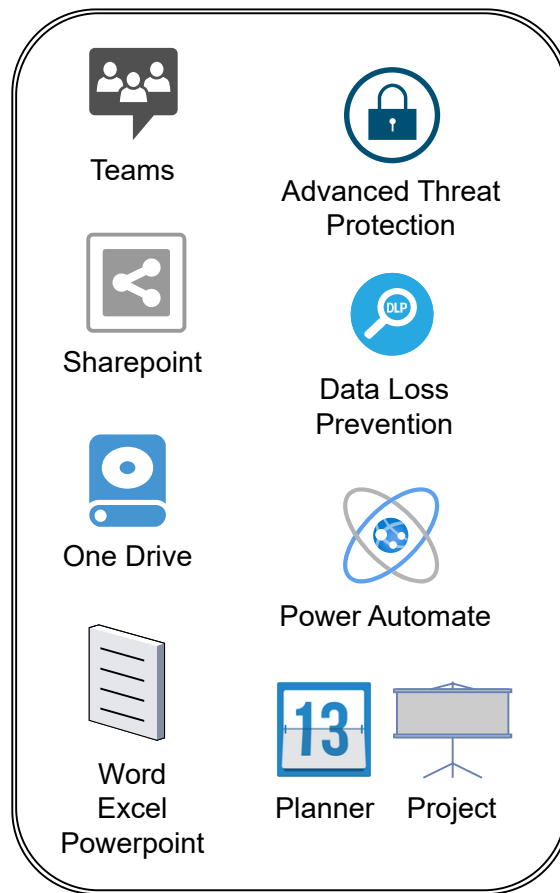 Teams
Advanced Threat
Protection
Sharepoint
DLP
Data Loss
Prevention
One Drive
Power Automate
Word
Excel
Powerpoint
13
Planner
Project